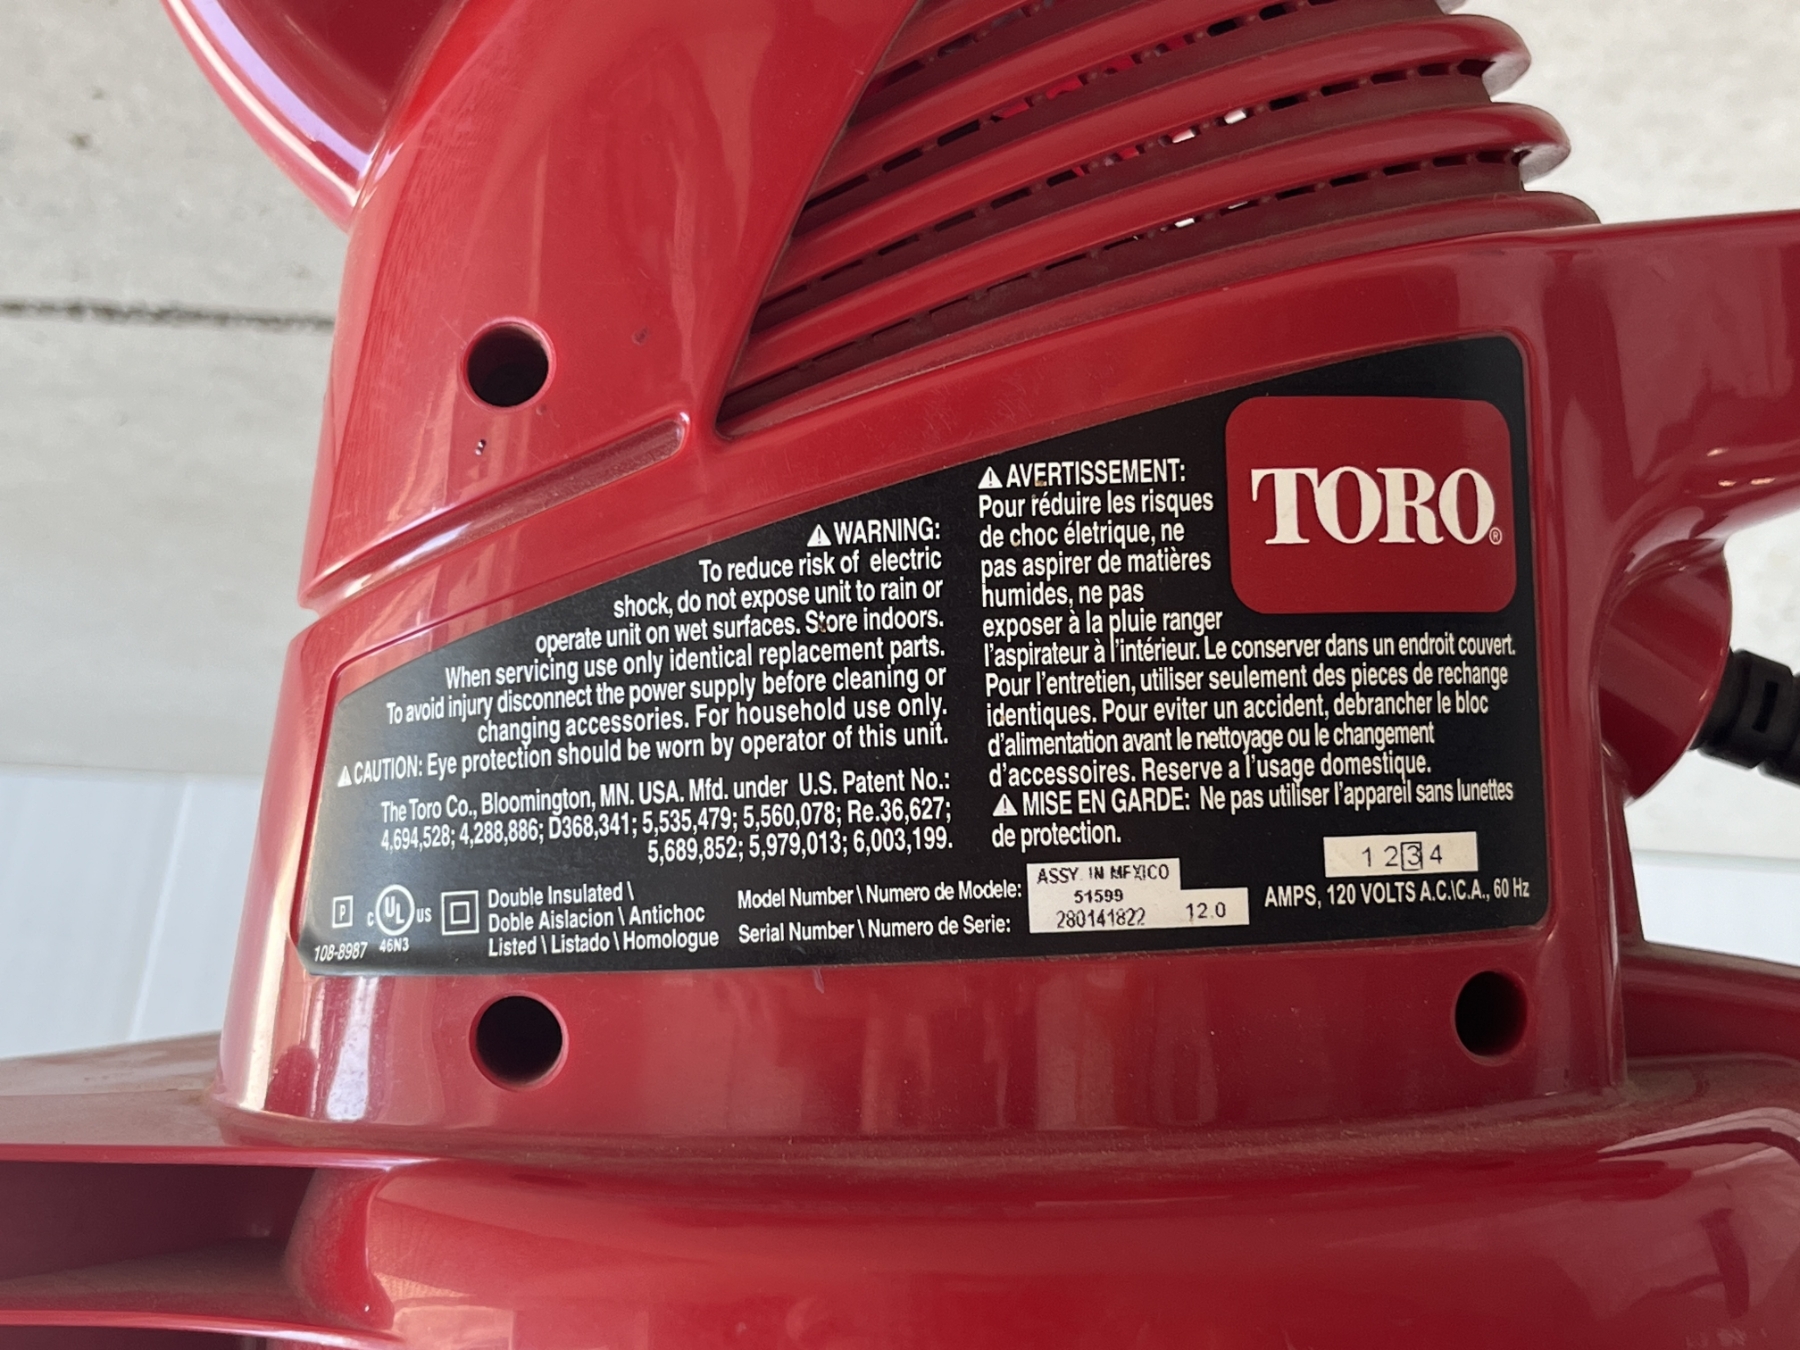 TORO®
⚠ WARNING:
To reduce risk of electric
shock, do not expose unit to rain or
operate unit on wet surfaces. Store indoors.
When servicing use only identical replacement parts.
To avoid injury disconnect the power supply before cleaning or
changing accessories. For household use only.
⚠ CAUTION: Eye protection should be worn by operator of this unit.
The Toro Co., Bloomington, MN. USA. Mfd. under U.S. Patent No.:
4,694,528; 4,288,886; D368,341; 5,535,479; 5,560,078; Re.36,627;
5,689,852; 5,979,013; 6,003,199.
⚠ AVERTISSEMENT:
Pour réduire les risques
de choc életrique, ne
pas aspirer de matières
humides, ne pas
exposer à la pluie ranger
l'aspirateur à l'intérieur. Le conserver dans un endroit couvert.
Pour l'entretien, utiliser seulement des pieces de rechange
identiques. Pour eviter un accident, debrancher le bloc
d'alimentation avant le nettoyage ou le changement
d'accessoires. Reserve a l'usage domestique.
⚠ MISE EN GARDE: Ne pas utiliser l'appareil sans lunettes
de protection.
P
108-8987
C UL US
46N3
Double Insulated \
Doble Aislacion \ Antichoc
Listed \ Listado \ Homologue
Model Number \ Numero de Modele:
Serial Number \ Numero de Serie:
ASSY. IN MEXICO
51599
280141822 12.0
1 2 3 4
AMPS, 120 VOLTS A.C.\C.A., 60 Hz